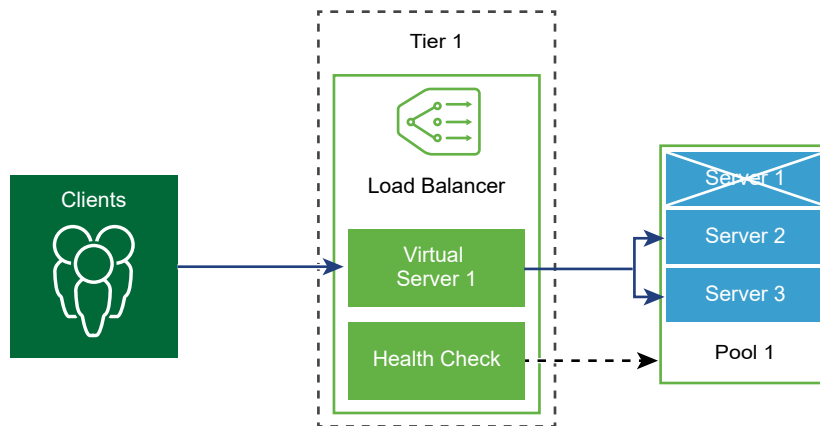 Tier 1
Load Balancer
Clients
Virtual
Server 1
Health Check
Server 1
Server 2
Server 3
Pool 1